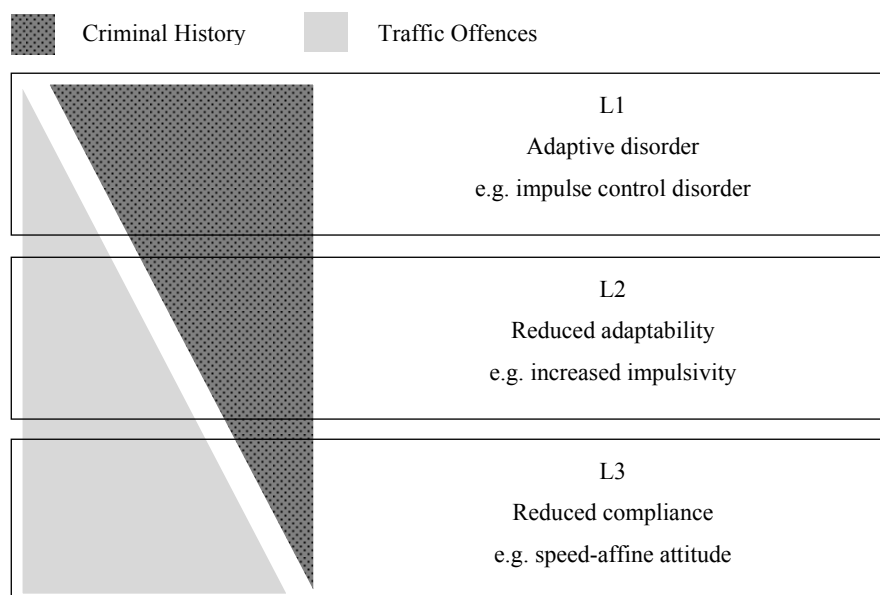 Criminal History
Traffic Offences
L1
Adaptive disorder
e.g. impulse control disorder
L2
Reduced adaptability
e.g. increased impulsivity
L3
Reduced compliance
e.g. speed-affine attitude